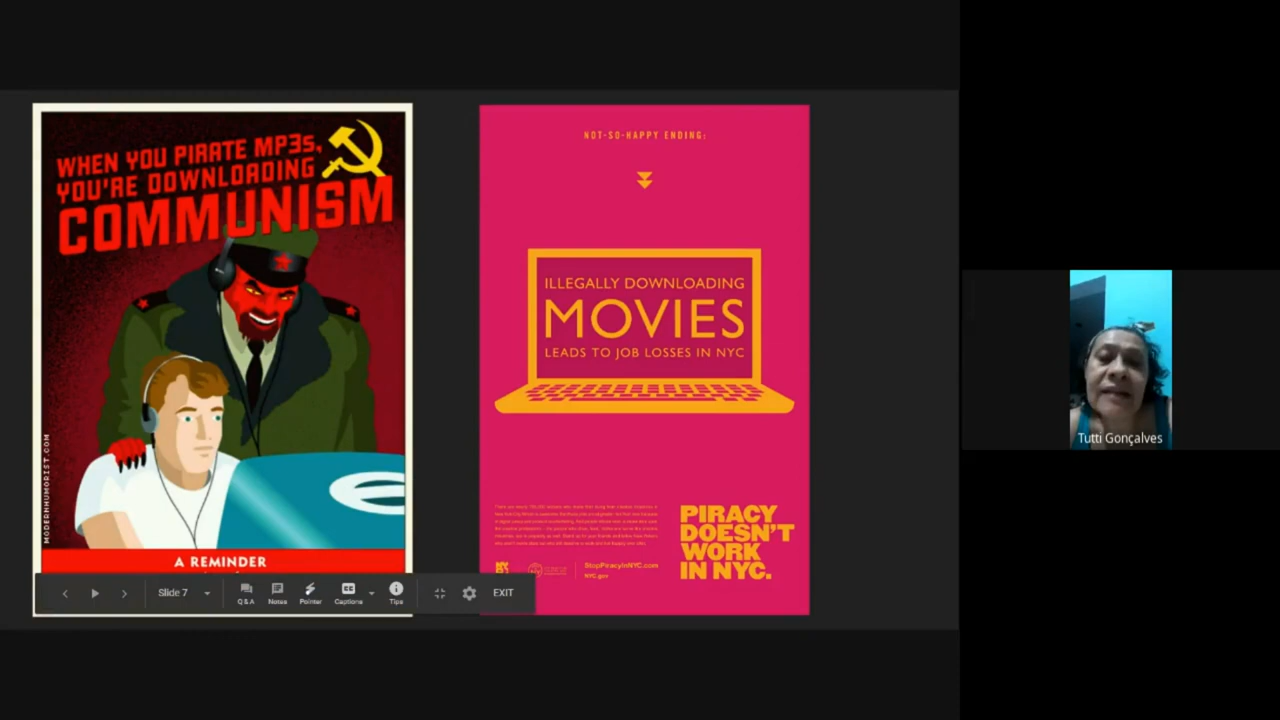 WHEN YOU PIRATE MP3s,
YOU'RE DOWNLOADING
COMMUNISM
MODERNHUMORIST.COM
A REMINDER
NOT-SO-HAPPY ENDING:
ILLEGALLY DOWNLOADING
MOVIES
LEADS TO JOB LOSSES IN NYC
PIRACY
DOESN'T
WORK
IN NYC.
StopPiracyInNYC.com
NYC.gov
Slide 7
Q & A
Notes
Pointer
Captions
Tips
EXIT
Tutti Gonçalves